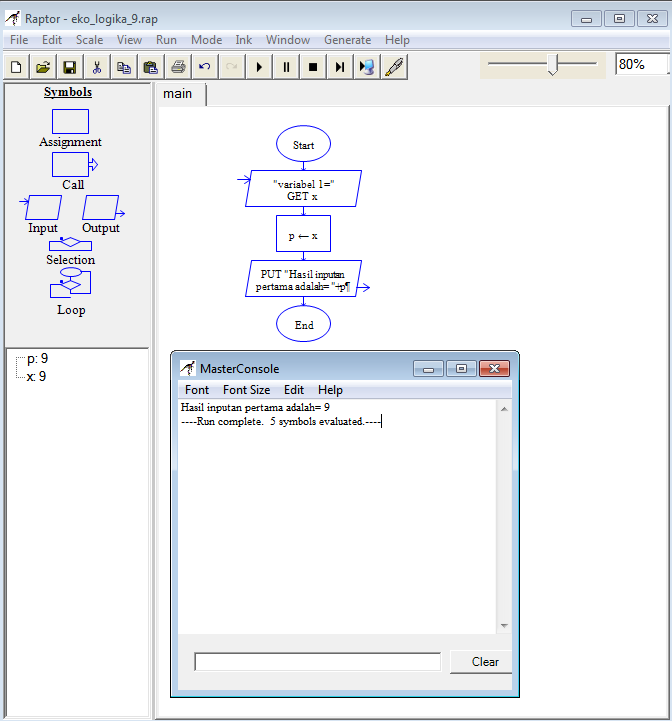 Raptor - eko_logika_9.rap
File Edit Scale View Run Mode Ink Window Generate Help
80%
Symbols
Assignment
Call
Input Output
Selection
Loop
p: 9
x: 9
main
Start
"variabel 1="
GET x
p ← x
PUT "Hasil inputan
pertama adalah= "+p¶
End
MasterConsole
Font Font Size Edit Help
Hasil inputan pertama adalah= 9
----Run complete.  5 symbols evaluated.----
Clear